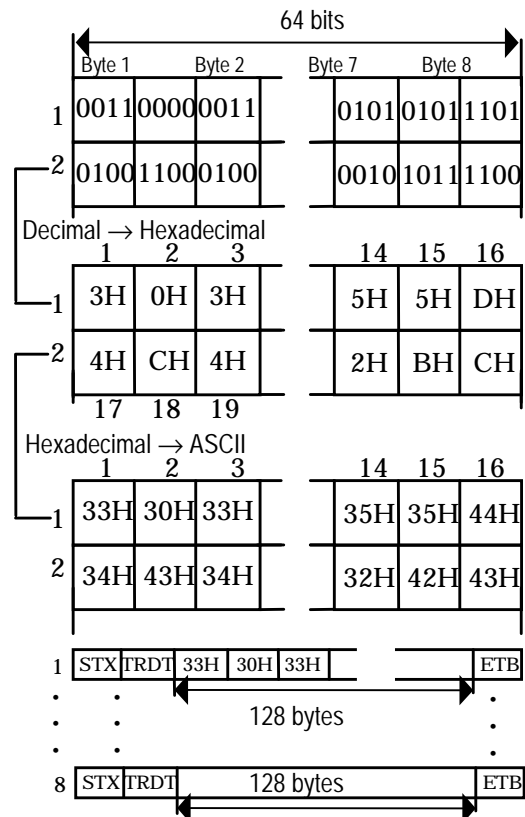 64 bits
Byte 1 Byte 2 Byte 7 Byte 8
1 0011 0000 0011 0101 0101 1101
2 0100 1100 0100 0010 1011 1100
Decimal → Hexadecimal
1 2 3 14 15 16
1 3H 0H 3H 5H 5H DH
2 4H CH 4H 2H BH CH
17 18 19
Hexadecimal → ASCII
1 2 3 14 15 16
1 33H 30H 33H 35H 35H 44H
2 34H 43H 34H 32H 42H 43H
1 STX TRDT 33H 30H 33H ETB
128 bytes
8 STX TRDT 128 bytes ETB